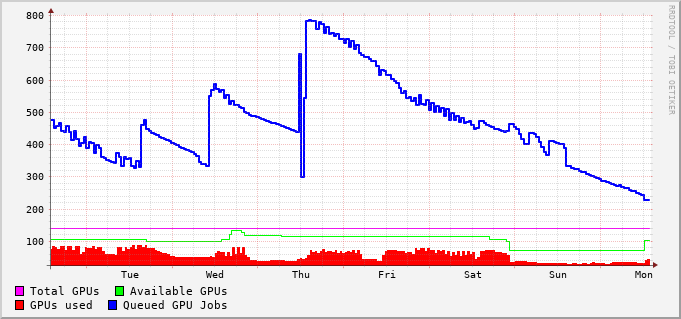 800
700
600
500
400
300
200
100
Tue Wed Thu Fri Sat Sun Mon
Total GPUs Available GPUs
GPUs used Queued GPU Jobs
RRDTOOL / TOBI OETIKER